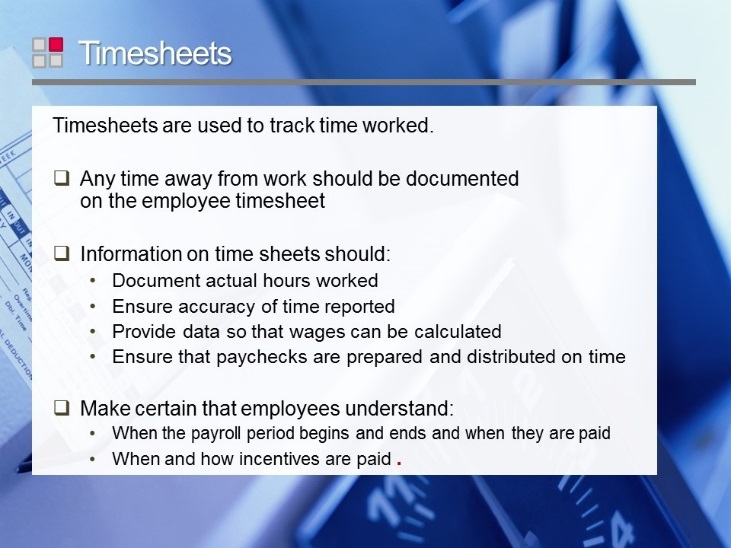 Timesheets
Timesheets are used to track time worked.
❑ Any time away from work should be documented
on the employee timesheet
❑ Information on time sheets should:
• Document actual hours worked
• Ensure accuracy of time reported
• Provide data so that wages can be calculated
• Ensure that paychecks are prepared and distributed on time
❑ Make certain that employees understand:
• When the payroll period begins and ends and when they are paid
• When and how incentives are paid .
11
4